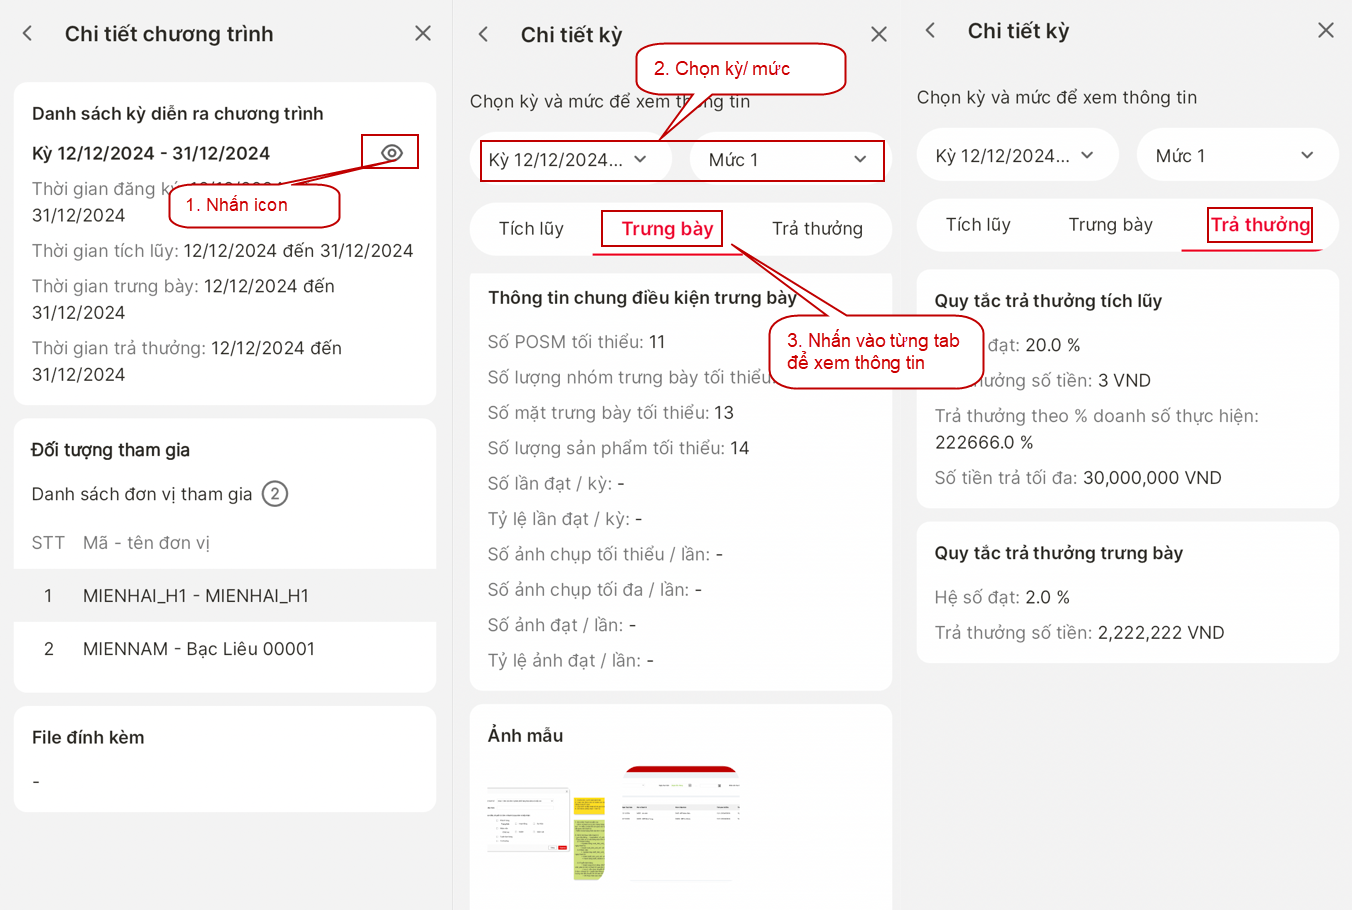 Chi tiết chương trình
Danh sách kỳ diễn ra chương trình
Kỳ 12/12/2024 - 31/12/2024
Thời gian đăng ký:
31/12/2024
1. Nhấn icon
Thời gian tích lũy: 12/12/2024 đến 31/12/2024
Thời gian trưng bày: 12/12/2024 đến
31/12/2024
Thời gian trả thưởng: 12/12/2024 đến
31/12/2024
Đối tượng tham gia
Danh sách đơn vị tham gia 2
STT Mã - tên đơn vị
1 MIENHAI_H1 - MIENHAI_H1
2 MIENNAM - Bạc Liêu 00001
File đính kèm
-
Chi tiết kỳ
2. Chọn kỳ/ mức
Chọn kỳ và mức để xem thông tin
Kỳ 12/12/2024... Mức 1
Tích lũy Trưng bày Trả thưởng
Thông tin chung điều kiện trưng bày
3. Nhấn vào từng tab
để xem thông tin
Số POSM tối thiểu: 11
Số lượng nhóm trưng bày tối thiểu:
Số mặt trưng bày tối thiểu: 13
Số lượng sản phẩm tối thiểu: 14
Số lần đạt / kỳ: -
Tỷ lệ lần đạt / kỳ: -
Số ảnh chụp tối thiểu / lần: -
Số ảnh chụp tối đa / lần: -
Số ảnh đạt / lần: -
Tỷ lệ ảnh đạt / lần: -
Ảnh mẫu
Chi tiết kỳ
Chọn kỳ và mức để xem thông tin
Kỳ 12/12/2024... Mức 1
Tích lũy Trưng bày Trả thưởng
Quy tắc trả thưởng tích lũy
đạt: 20.0 %
thưởng số tiền: 3 VND
Trả thưởng theo % doanh số thực hiện:
222666.0 %
Số tiền trả tối đa: 30,000,000 VND
Quy tắc trả thưởng trưng bày
Hệ số đạt: 2.0 %
Trả thưởng số tiền: 2,222,222 VND